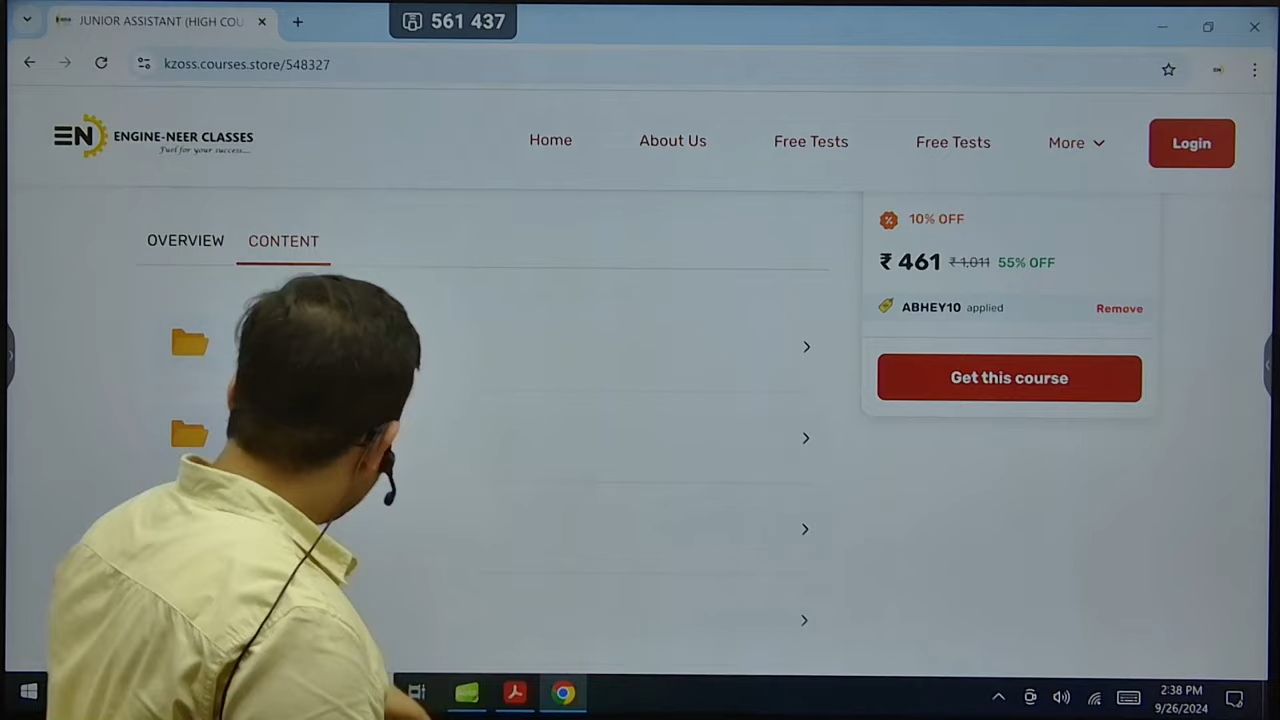 JUNIOR ASSISTANT (HIGH COU
561 437
kzoss.courses.store/548327
EN ENGINE-NEER CLASSES
Fuel for your success...
Home
About Us
Free Tests
Free Tests
More
Login
OVERVIEW
CONTENT
10% OFF
₹ 461 ₹ 1,011 55% OFF
ABHEY10 applied Remove
Get this course
2:38 PM
9/26/2024